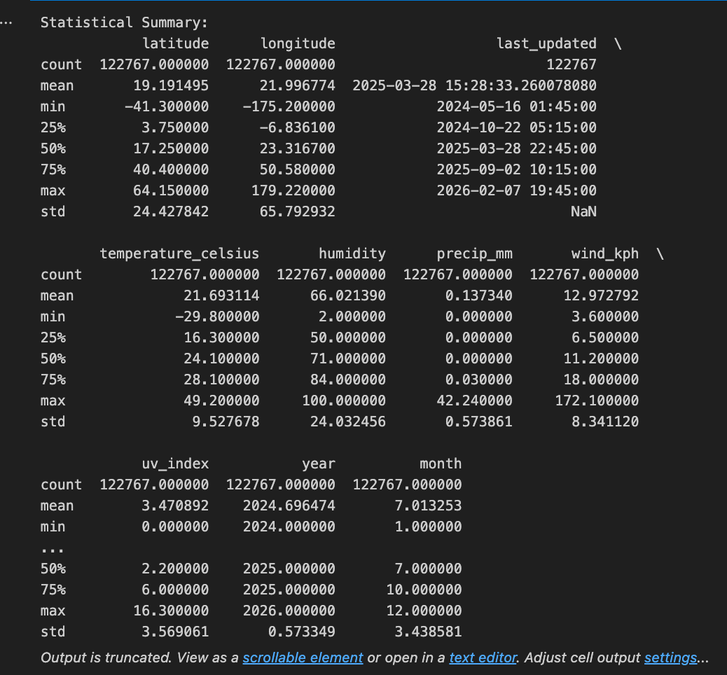 ...
Statistical Summary:
latitude longitude last_updated \
count 122767.000000 122767.000000 122767
mean 19.191495 21.996774 2025-03-28 15:28:33.260078080
min -41.300000 -175.200000 2024-05-16 01:45:00
25% 3.750000 -6.836100 2024-10-22 05:15:00
50% 17.250000 23.316700 2025-03-28 22:45:00
75% 40.400000 50.580000 2025-09-02 10:15:00
max 64.150000 179.220000 2026-02-07 19:45:00
std 24.427842 65.792932 NaN
temperature_celsius humidity precip_mm wind_kph \
count 122767.000000 122767.000000 122767.000000 122767.000000
mean 21.693114 66.021390 0.137340 12.972792
min -29.800000 2.000000 0.000000 3.600000
25% 16.300000 50.000000 0.000000 6.500000
50% 24.100000 71.000000 0.000000 11.200000
75% 28.100000 84.000000 0.030000 18.000000
max 49.200000 100.000000 42.240000 172.100000
std 9.527678 24.032456 0.573861 8.341120
uv_index year month
count 122767.000000 122767.000000 122767.000000
mean 3.470892 2024.696474 7.013253
min 0.000000 2024.000000 1.000000
...
50% 2.200000 2025.000000 7.000000
75% 6.000000 2025.000000 10.000000
max 16.300000 2026.000000 12.000000
std 3.569061 0.573349 3.438581
Output is truncated. View as a scrollable element or open in a text editor. Adjust cell output settings...